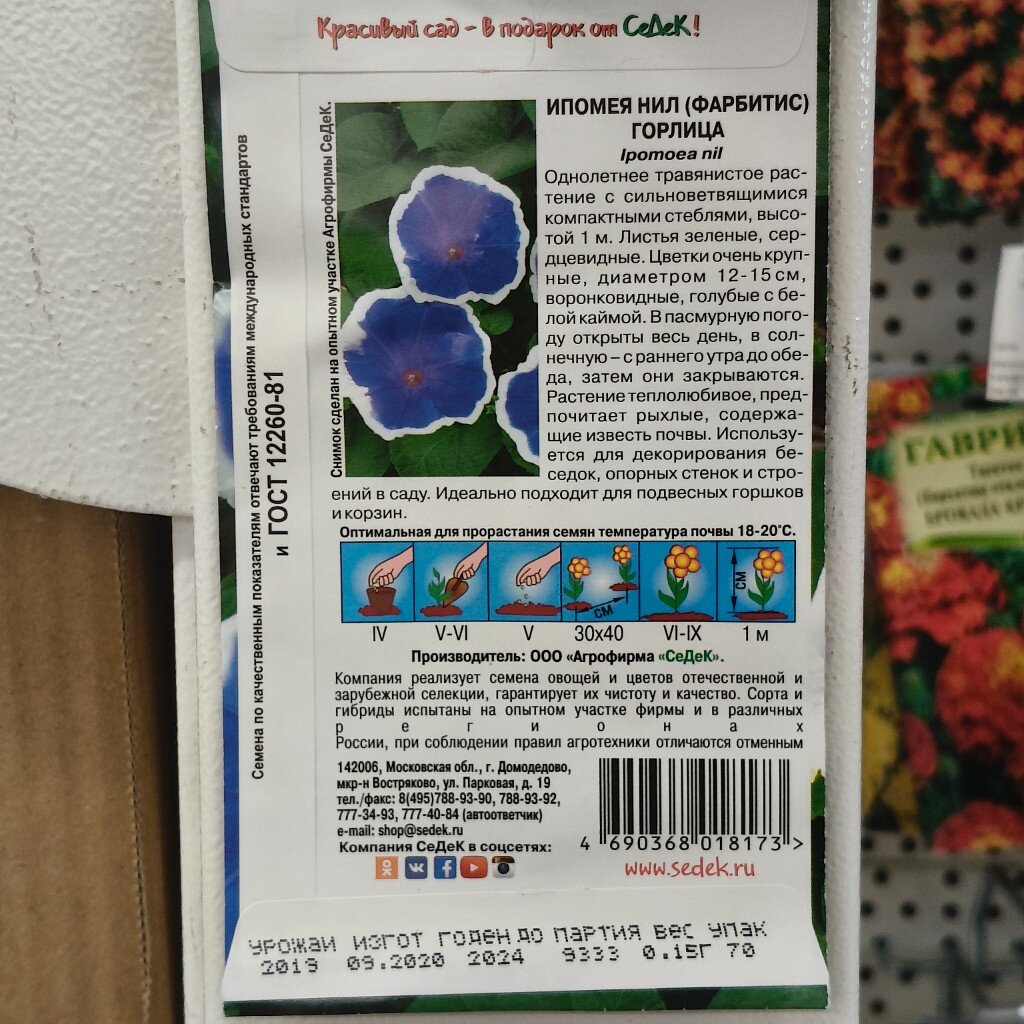 Красивый сад - в подарок от СеДеК!
Семена по качественным показателям отвечают требованиям международных стандартов
и ГОСТ 12260-81
Снимок сделан на опытном участке Агрофирмы СеДеК.
ИПОМЕЯ НИЛ (ФАРБИТИС)
ГОРЛИЦА
Ipomoea nil
Однолетнее травянистое рас-
тение с сильноветвящимися
компактными стеблями, высо-
той 1 м. Листья зеленые, сер-
дцевидные. Цветки очень круп-
ные, диаметром 12-15 см,
воронковидные, голубые с бе-
лой каймой. В пасмурную пого-
ду открыты весь день, в сол-
нечную – с раннего утра до обе-
да, затем они закрываются.
Растение теплолюбивое, пред-
почитает рыхлые, содержа-
щие известь почвы. Использу-
ется для декорирования бе-
седок, опорных стенок и стро-
ений в саду. Идеально подходит для подвесных горшков
и корзин.
Оптимальная для прорастания семян температура почвы 18-20°С.
см см
IV V-VI V 30х40 VI-IX 1 м
Производитель: ООО «Агрофирма «СеДеК».
Компания реализует семена овощей и цветов отечественной и
зарубежной селекции, гарантирует их чистоту и качество. Сорта и
гибриды испытаны на опытном участке фирмы и в различных
р е г и о н а х
России, при соблюдении правил агротехники отличаются отменным
142006, Московская обл., г. Домодедово,
мкр-н Востряково, ул. Парковая, д. 19
тел./факс: 8(495)788-93-90, 788-93-92,
777-34-93, 777-40-84 (автоответчик)
e-mail: shop@sedek.ru
Компания СеДеК в соцсетях:
4 690368 018173 >
www.sedek.ru
УРОЖАЙ ИЗГОТ ГОДЕН ДО ПАРТИЯ ВЕС УПАК
2019 09.2020 2024 9333 0.15Г 70
ГАВРИ